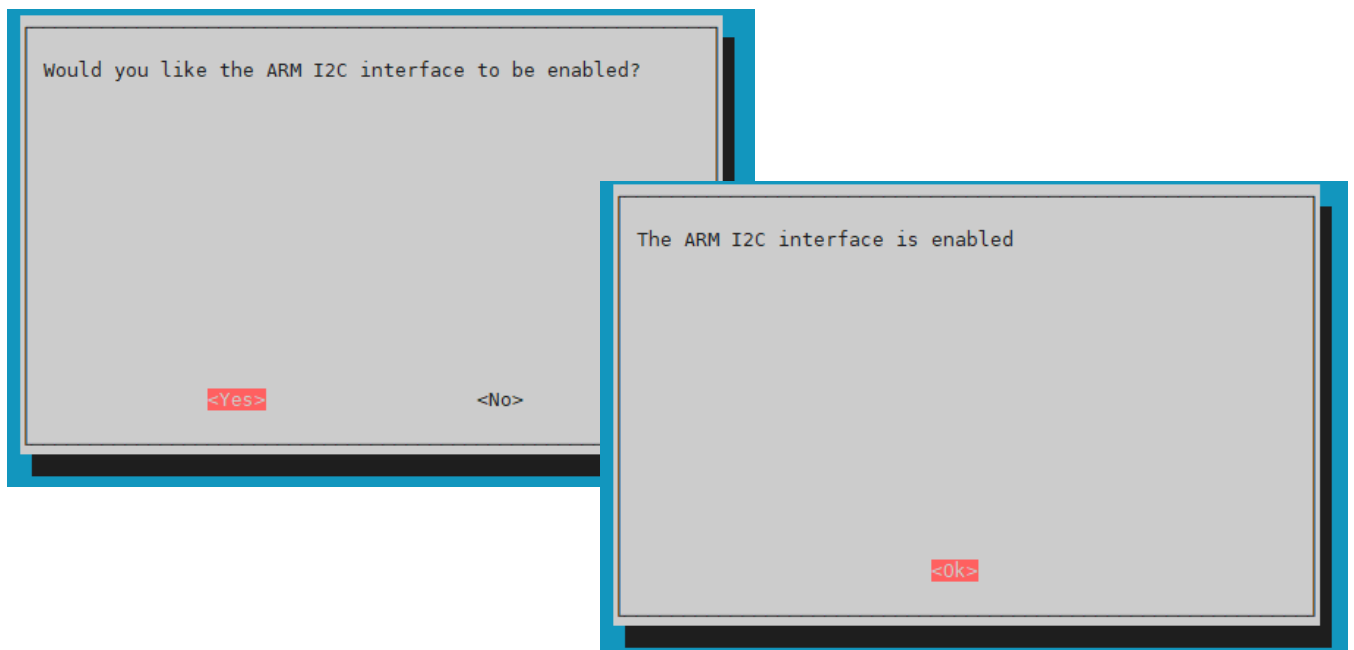 Would you like the ARM I2C interface to be enabled?
<Yes> <No>
The ARM I2C interface is enabled
<Ok>